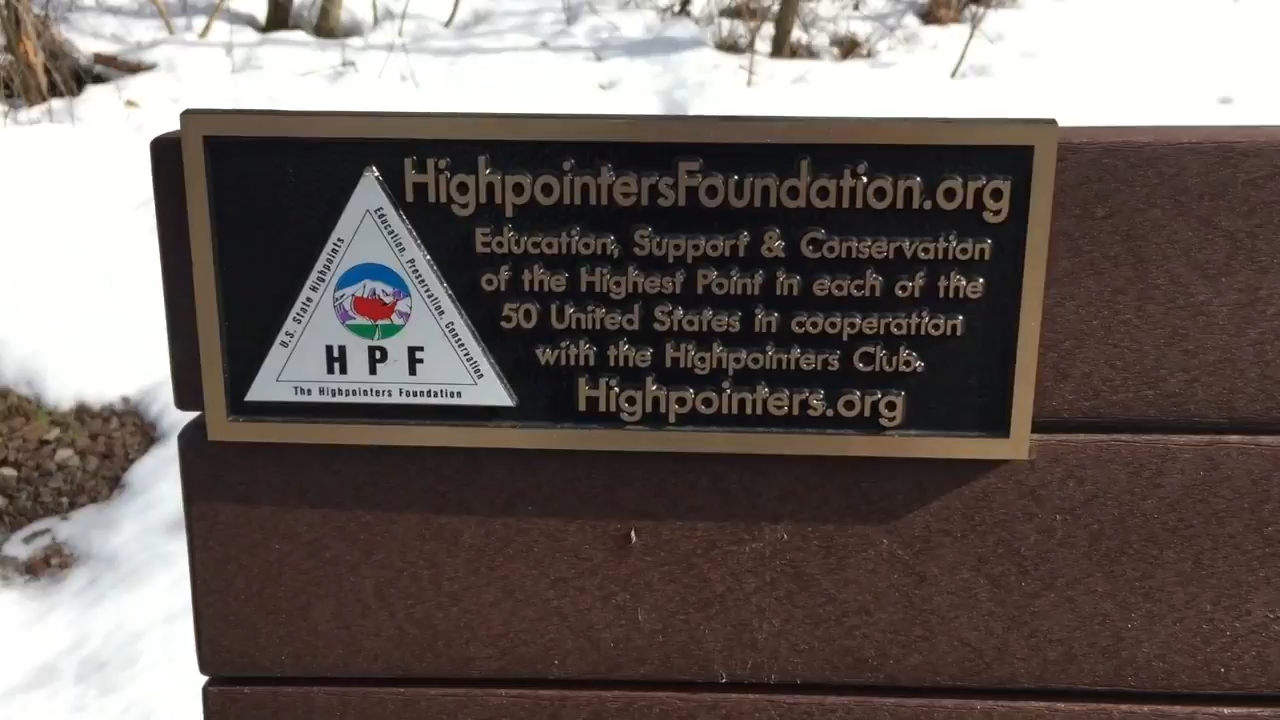 HighpointersFoundation.org
Education, Support & Conservation
of the Highest Point in each of the
50 United States in cooperation
with the Highpointers Club.
Highpointers.org
U.S. State Highpoints
Education, Preservation, Conservation
HPF
The Highpointers Foundation